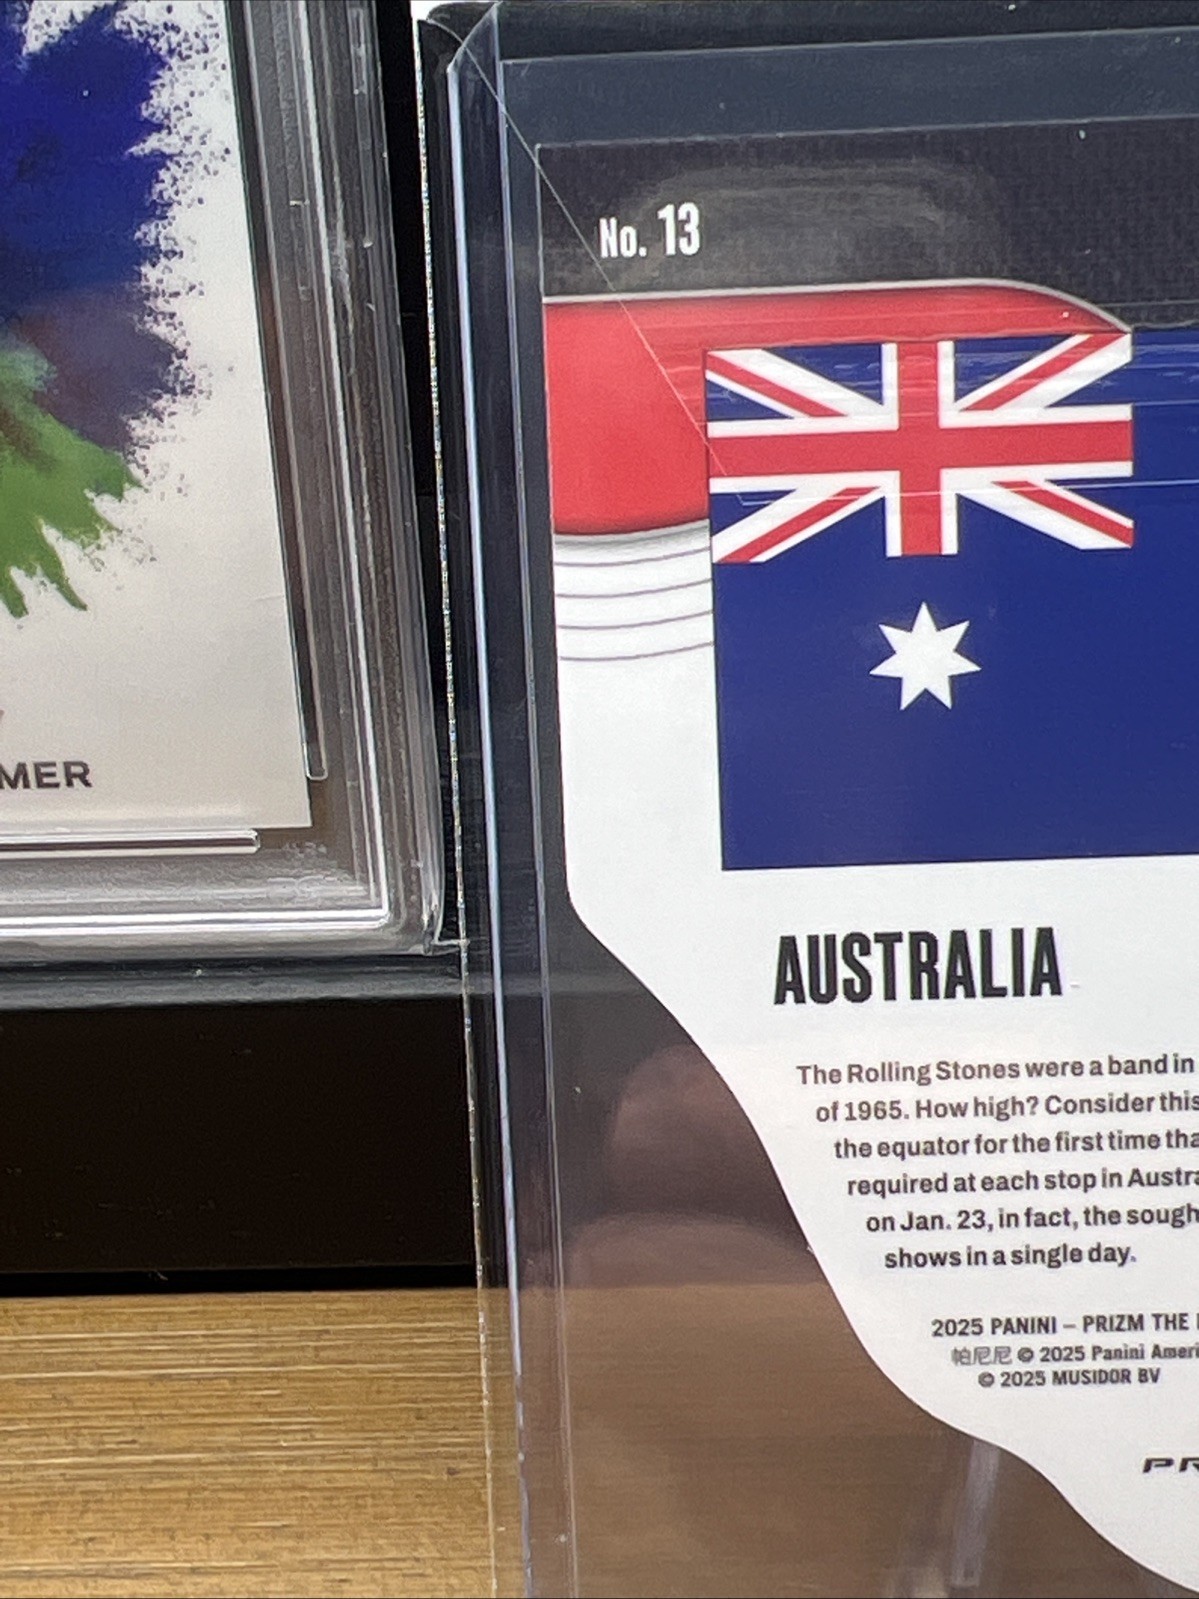 No. 13
MER
AUSTRALIA
The Rolling Stones were a band in
of 1965. How high? Consider this
the equator for the first time tha
required at each stop in Austra
on Jan. 23, in fact, the sough
shows in a single day.
2025 PANINI – PRIZM THE
帕尼尼 © 2025 Panini Ameri
© 2025 MUSIDOR BV
PR